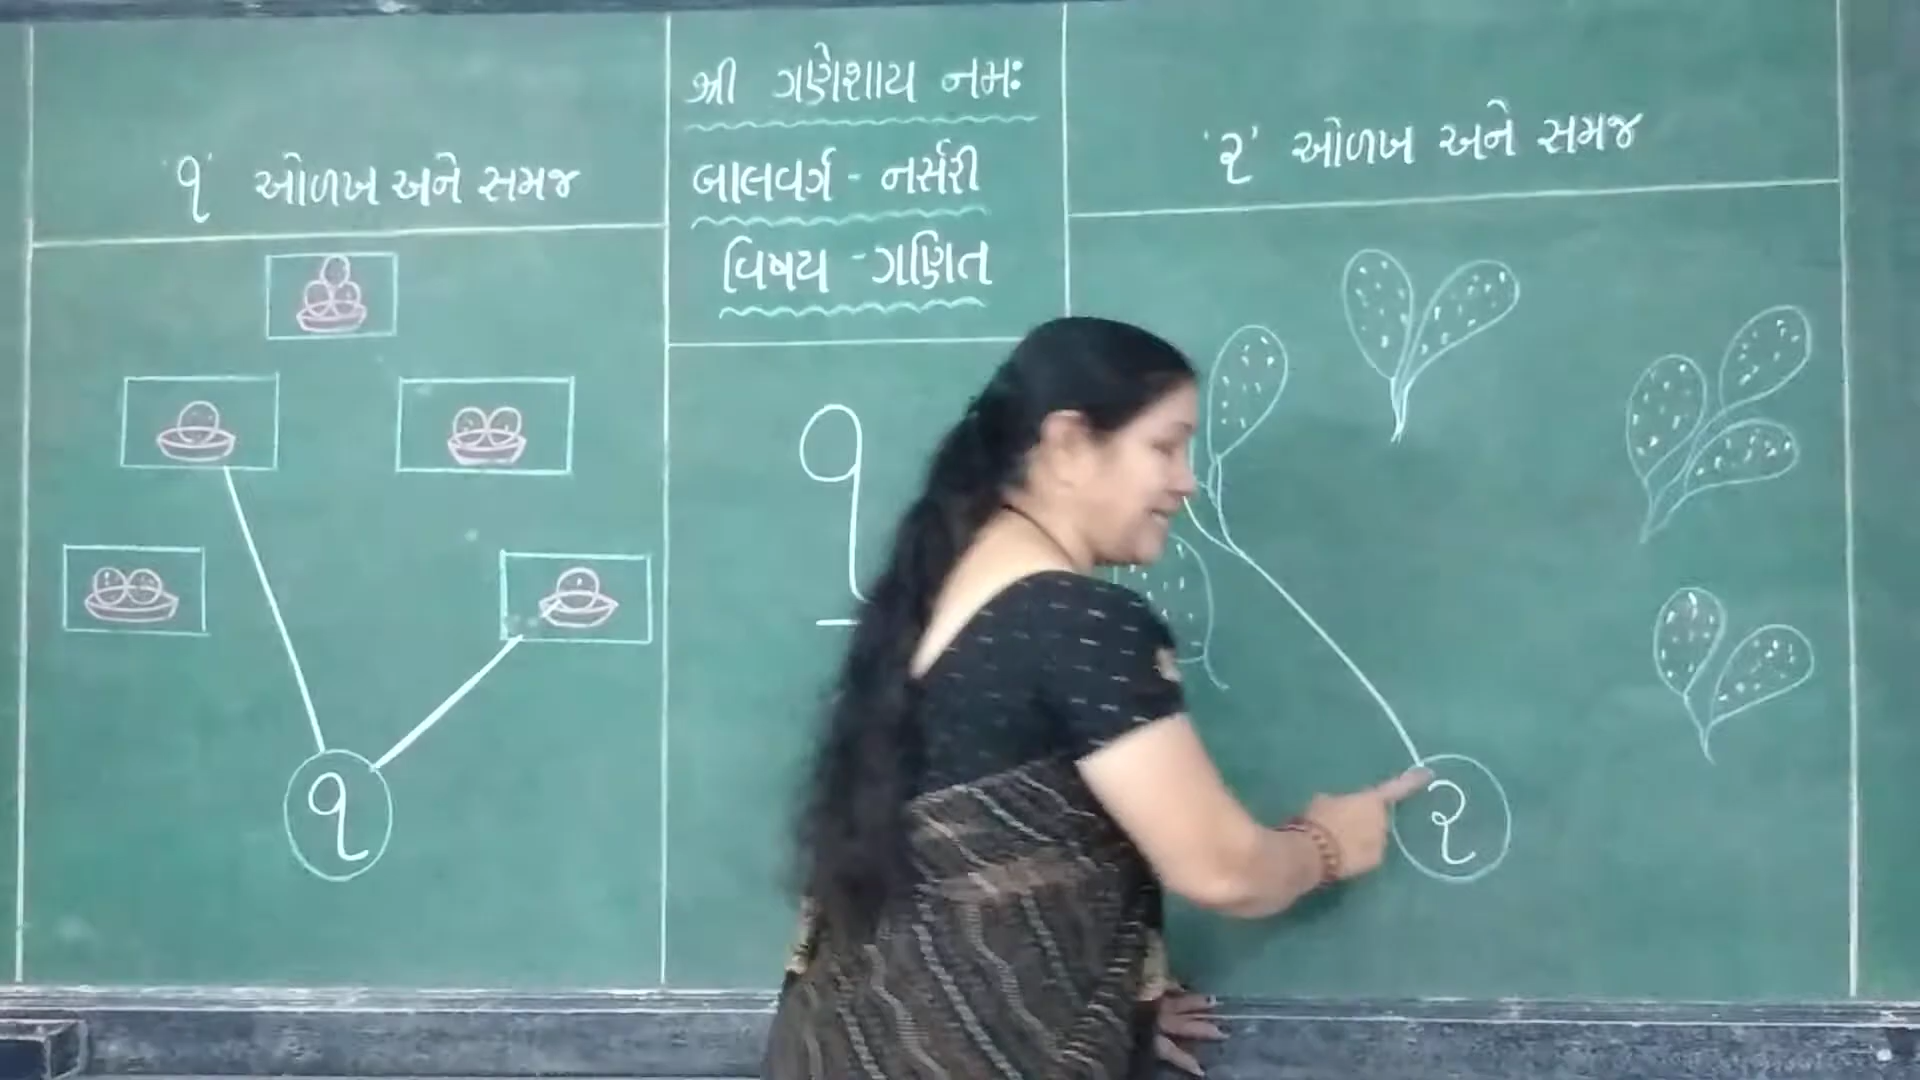 '૧' ઓળખ અને સમજ
૧
શ્રી ગણેશાય નમઃ
બાલવર્ગ - નર્સરી
વિષય - ગણિત
૧
'૨' ઓળખ અને સમજ
૨